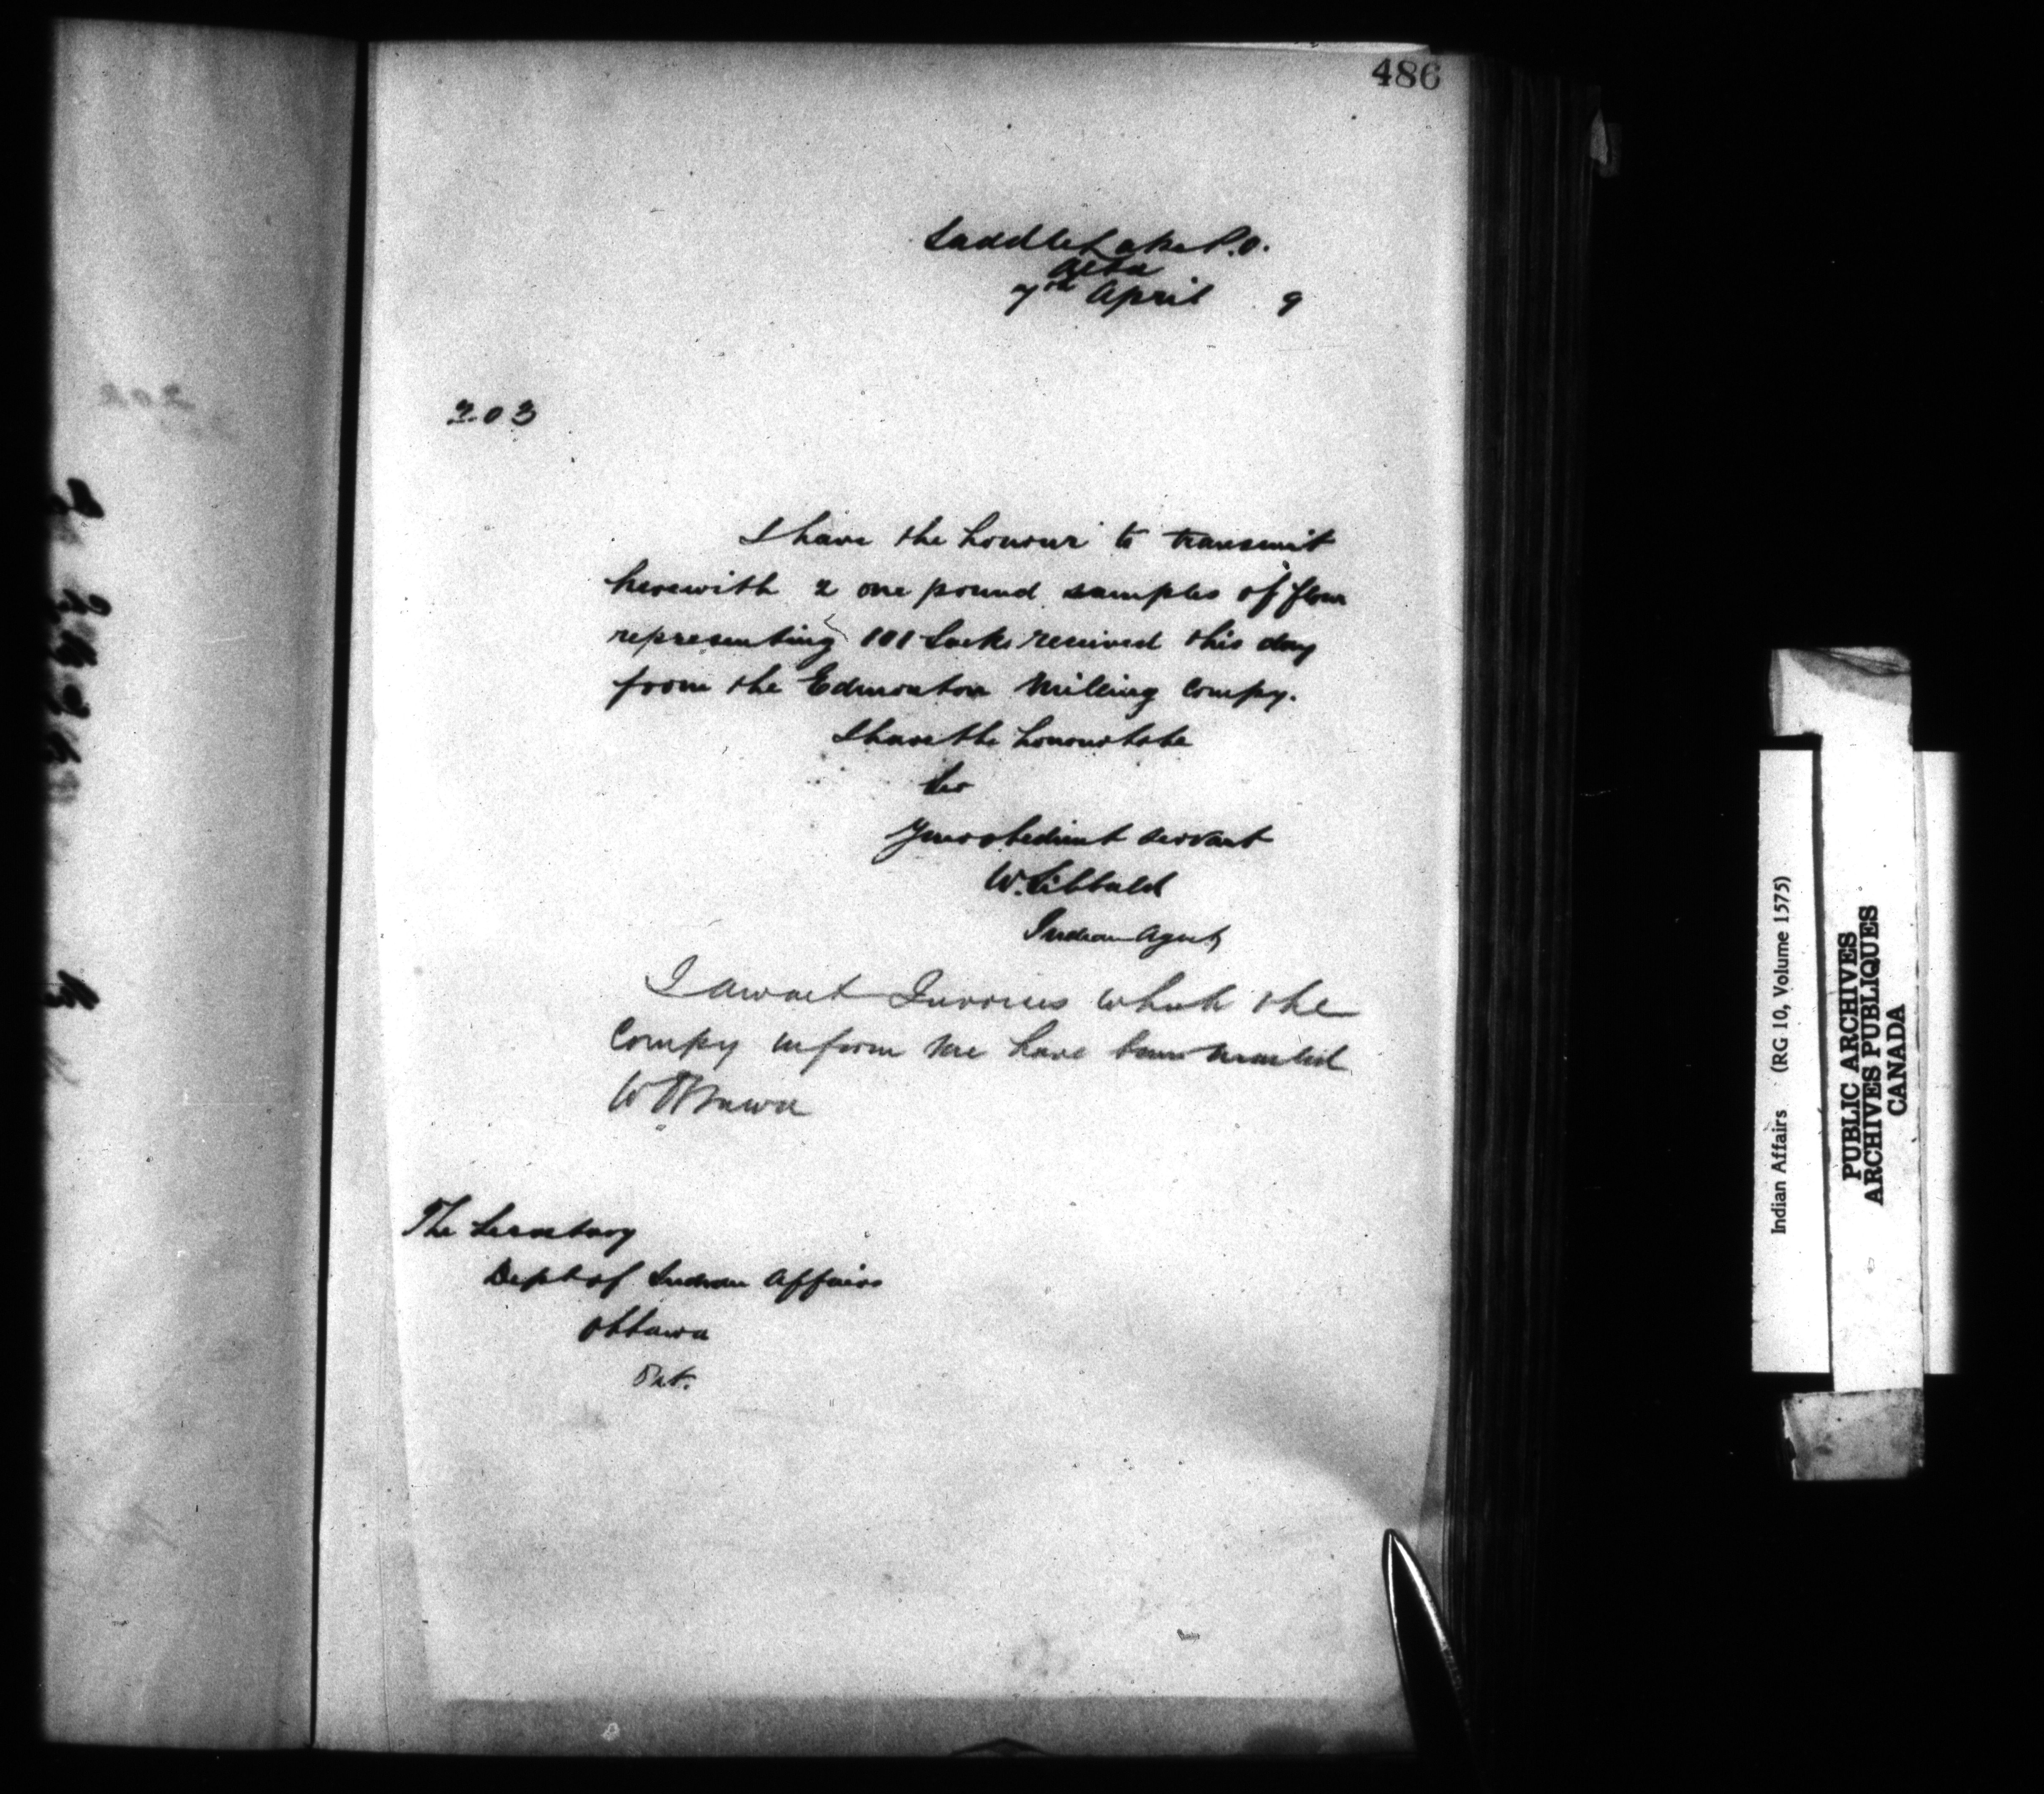 486
Saddle Lake P.O.
Alta
7th April 9
203
I have the honour to transmit
herewith 2 one pound samples of flour
representing 101 Sacks received this day
from the Edmonton Milling Compy.
I have the honour to be
Sir
Your obedient servant
W. Sibbald
Indian Agent
I await Invoices which the
Compy inform me have been mailed
to Ottawa
The Secretary
Dept of Indian Affairs
Ottawa
Ont.
Indian Affairs (RG 10, Volume 1575)
PUBLIC ARCHIVES
ARCHIVES PUBLIQUES
CANADA